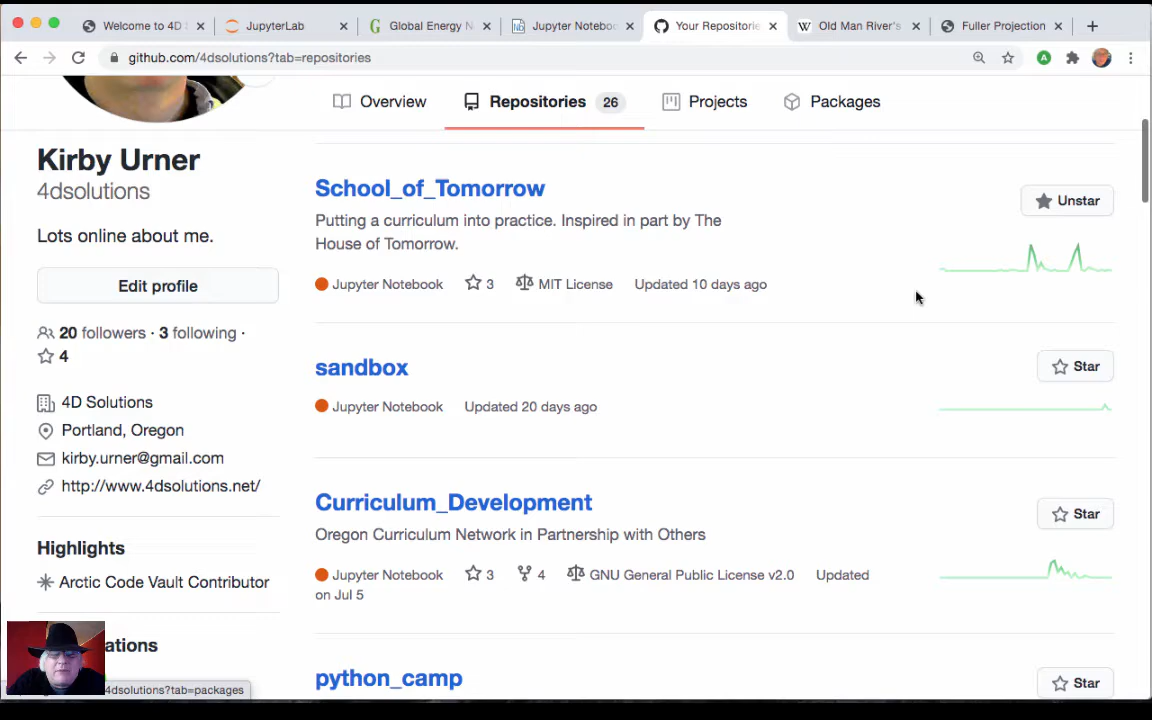 Welcome to 4D S
JupyterLab
Global Energy N
Jupyter Noteboo
Your Repositorie
Old Man River's
Fuller Projection
github.com/4dsolutions?tab=repositories
A
Overview
Repositories 26
Projects
Packages
Kirby Urner
4dsolutions
Lots online about me.
Edit profile
20 followers · 3 following ·
4
4D Solutions
Portland, Oregon
kirby.urner@gmail.com
http://www.4dsolutions.net/
Highlights
Arctic Code Vault Contributor
ations
4dsolutions?tab=packages
School_of_Tomorrow
Unstar
Putting a curriculum into practice. Inspired in part by The
House of Tomorrow.
Jupyter Notebook 3 MIT License Updated 10 days ago
sandbox
Star
Jupyter Notebook Updated 20 days ago
Curriculum_Development
Star
Oregon Curriculum Network in Partnership with Others
Jupyter Notebook 3 4 GNU General Public License v2.0 Updated
on Jul 5
python_camp
Star